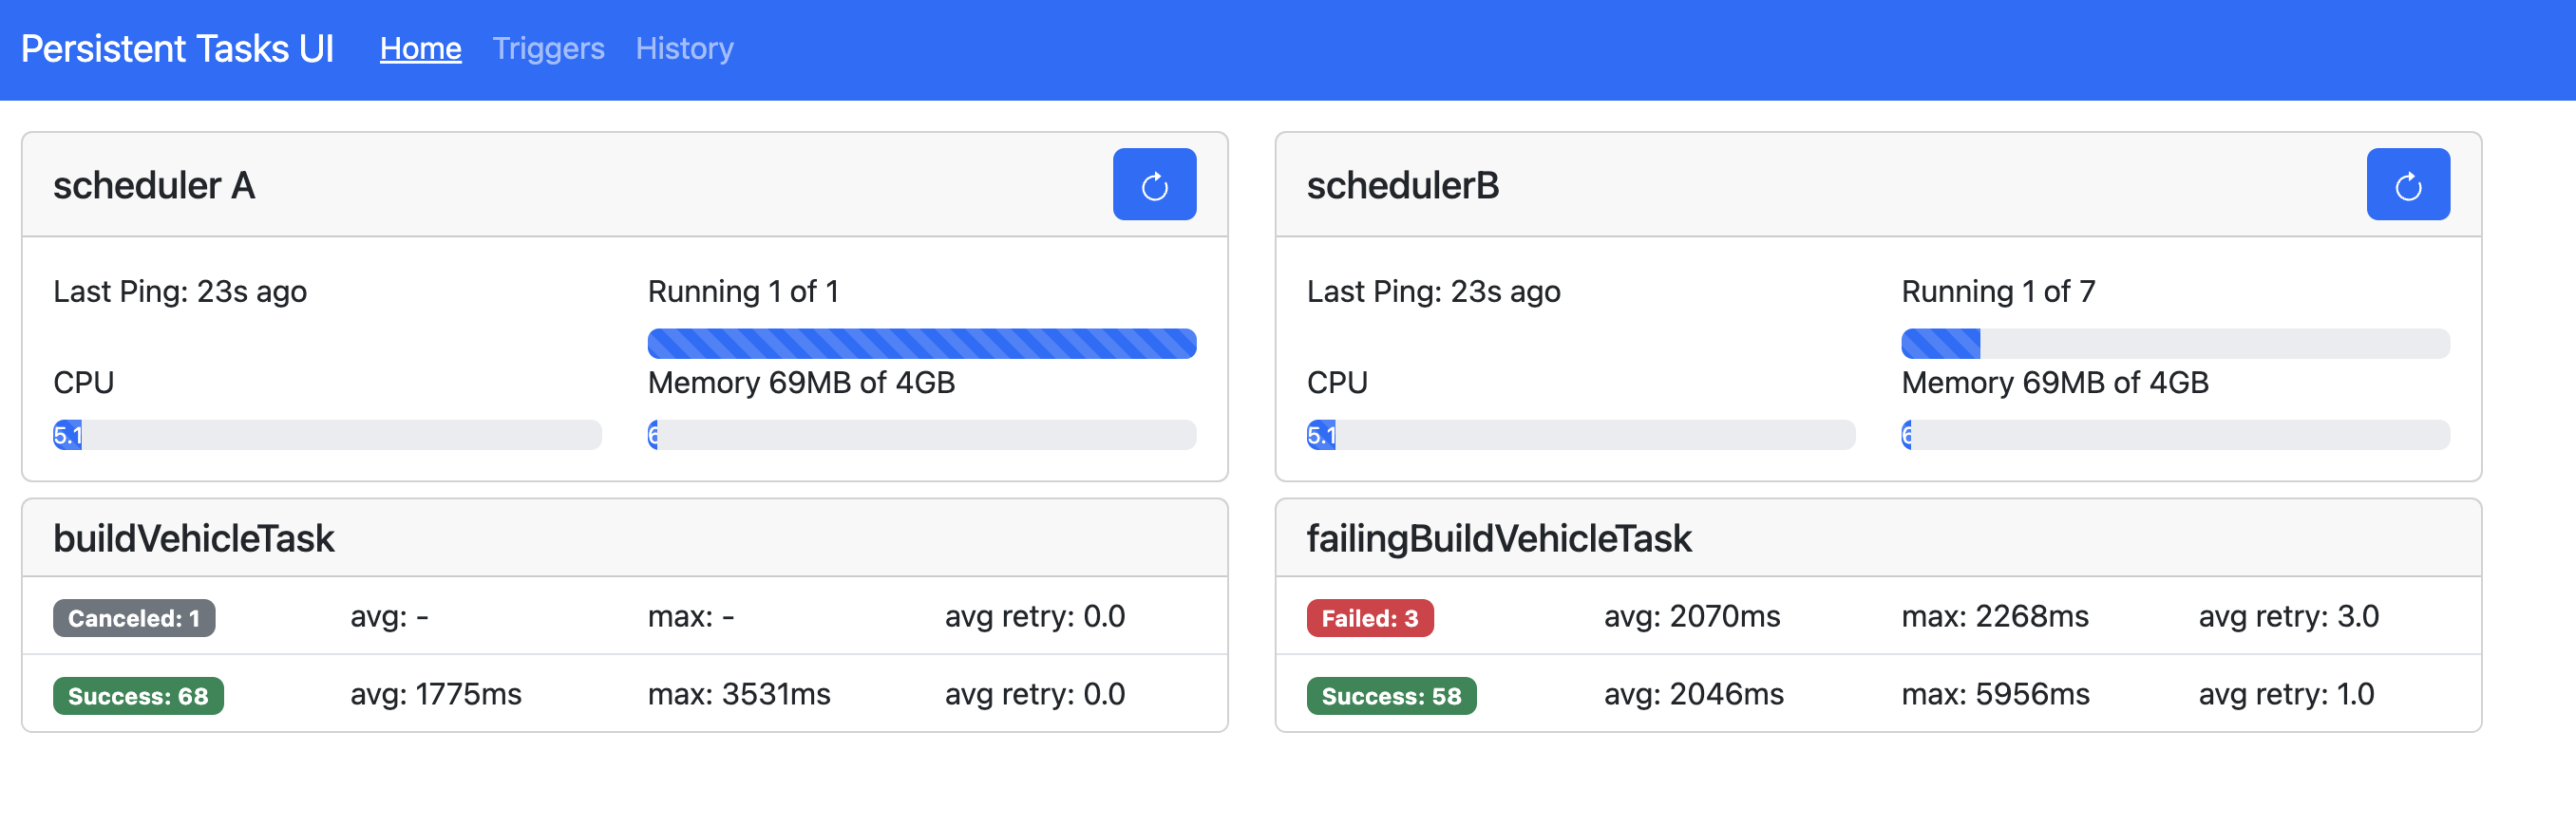 Persistent Tasks UI Home Triggers History
scheduler A
Last Ping: 23s ago
Running 1 of 1
CPU
5.1
Memory 69MB of 4GB
6
schedulerB
Last Ping: 23s ago
Running 1 of 7
CPU
5.1
Memory 69MB of 4GB
6
buildVehicleTask
Canceled: 1 avg: - max: - avg retry: 0.0
Success: 68 avg: 1775ms max: 3531ms avg retry: 0.0
failingBuildVehicleTask
Failed: 3 avg: 2070ms max: 2268ms avg retry: 3.0
Success: 58 avg: 2046ms max: 5956ms avg retry: 1.0